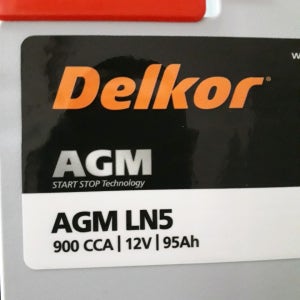 Delkor
AGM
START STOP Technology
AGM LN5
900 CCA | 12V | 95Ah